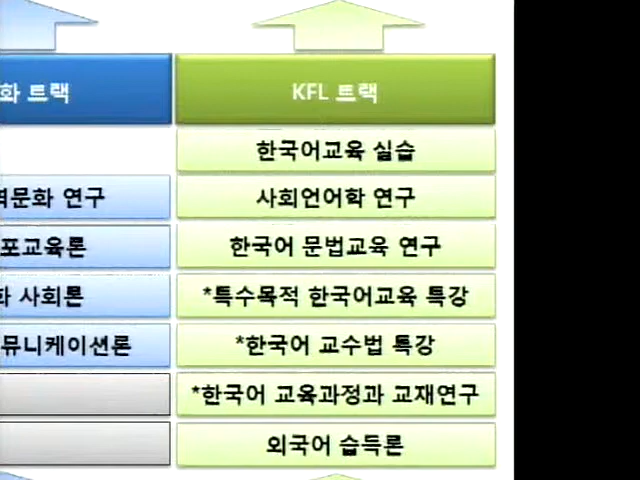 화 트랙
KFL 트랙
한국어교육 실습
문화 연구
사회언어학 연구
포교육론
한국어 문법교육 연구
화 사회론
*특수목적 한국어교육 특강
뮤니케이션론
*한국어 교수법 특강
*한국어 교육과정과 교재연구
외국어 습득론